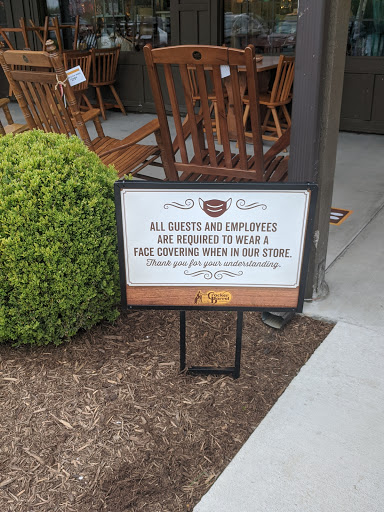 ALL GUESTS AND EMPLOYEES
ARE REQUIRED TO WEAR A
FACE COVERING WHEN IN OUR STORE.
Thank you for your understanding.
Cracker Barrel